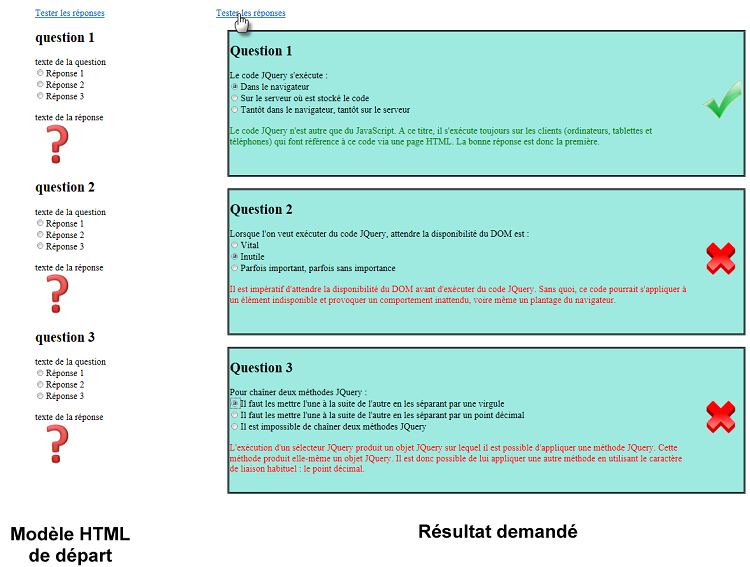 Tester les réponses
question 1
texte de la question
Réponse 1
Réponse 2
Réponse 3
texte de la réponse
question 2
texte de la question
Réponse 1
Réponse 2
Réponse 3
texte de la réponse
question 3
texte de la question
Réponse 1
Réponse 2
Réponse 3
texte de la réponse
Modèle HTML
de départ
Tester les réponses
Question 1
Le code JQuery s'exécute :
Dans le navigateur
Sur le serveur où est stocké le code
Tantôt dans le navigateur, tantôt sur le serveur
Le code JQuery n'est autre que du JavaScript. A ce titre, il s'exécute toujours sur les clients (ordinateurs, tablettes et
téléphones) qui font référence à ce code via une page HTML. La bonne réponse est donc la première.
Question 2
Lorsque l'on veut exécuter du code JQuery, attendre la disponibilité du DOM est :
Vital
Inutile
Parfois important, parfois sans importance
Il est impératif d'attendre la disponibilité du DOM avant d'exécuter du code JQuery. Sans quoi, ce code pourrait s'appliquer à
un élément indisponible et provoquer un comportement inattendu, voire même un plantage du navigateur.
Question 3
Pour chaîner deux méthodes JQuery :
Il faut les mettre l'une à la suite de l'autre en les séparant par une virgule
Il faut les mettre l'une à la suite de l'autre en les séparant par un point décimal
Il est impossible de chaîner deux méthodes JQuery
L'exécution d'un sélecteur JQuery produit un objet JQuery sur lequel il est possible d'appliquer une méthode JQuery. Cette
méthode produit elle-même un objet JQuery. Il est donc possible de lui appliquer une autre méthode en utilisant le caractère
de liaison habituel : le point décimal.
Résultat demandé